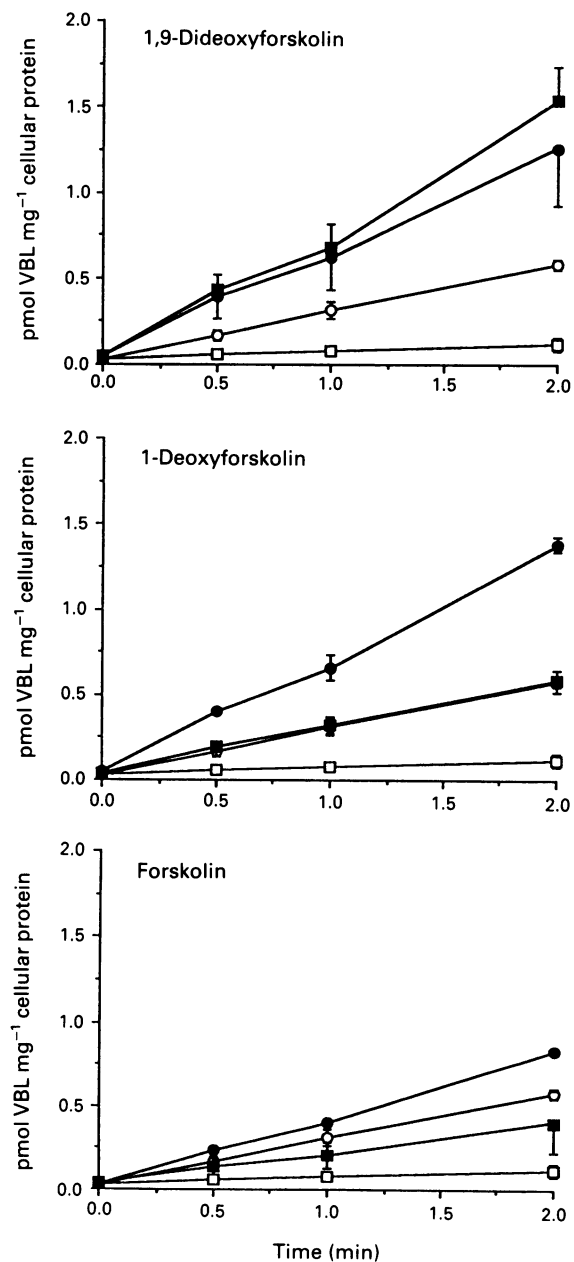 2.0
1,9-Dideoxyforskolin
1.5
1.0
0.5
0.0
pmol VBL mg⁻¹ cellular protein
0.0 0.5 1.0 1.5 2.0
2.0
1-Deoxyforskolin
1.5
1.0
0.5
0.0
pmol VBL mg⁻¹ cellular protein
0.0 0.5 1.0 1.5 2.0
2.0
Forskolin
1.5
1.0
0.5
0.0
pmol VBL mg⁻¹ cellular protein
0.0 0.5 1.0 1.5 2.0
Time (min)